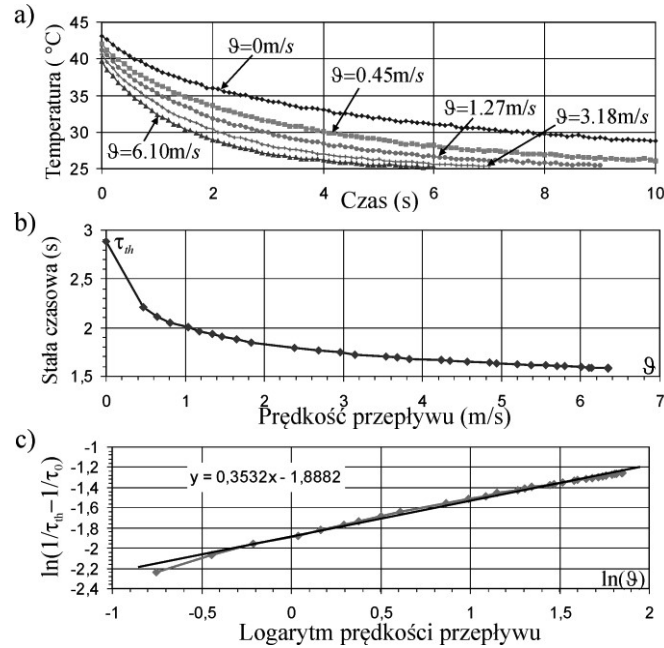 a)
Temperatura ( °C)
45
40
35
30
25
ϑ=0m/s
ϑ=0.45m/s
ϑ=1.27m/s
ϑ=3.18m/s
ϑ=6.10m/s
0 2 4 6 8 10
Czas (s)
b)
Stała czasowa (s)
3
2,5
2
1,5
τth
ϑ
0 1 2 3 4 5 6 7
Prędkość przepływu (m/s)
c)
ln(1/τth−1/τ0)
-1
-1,2
-1,4
-1,6
-1,8
-2
-2,2
-2,4
y = 0,3532x - 1,8882
ln(ϑ)
-1 -0,5 0 0,5 1 1,5 2
Logarytm prędkości przepływu